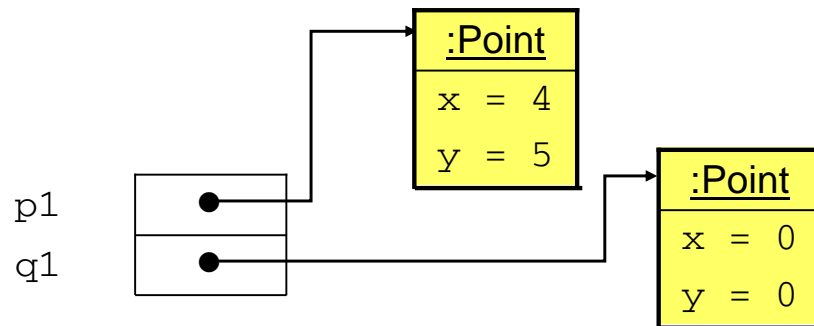 :Point
x = 4
y = 5
p1
q1
:Point
x = 0
y = 0